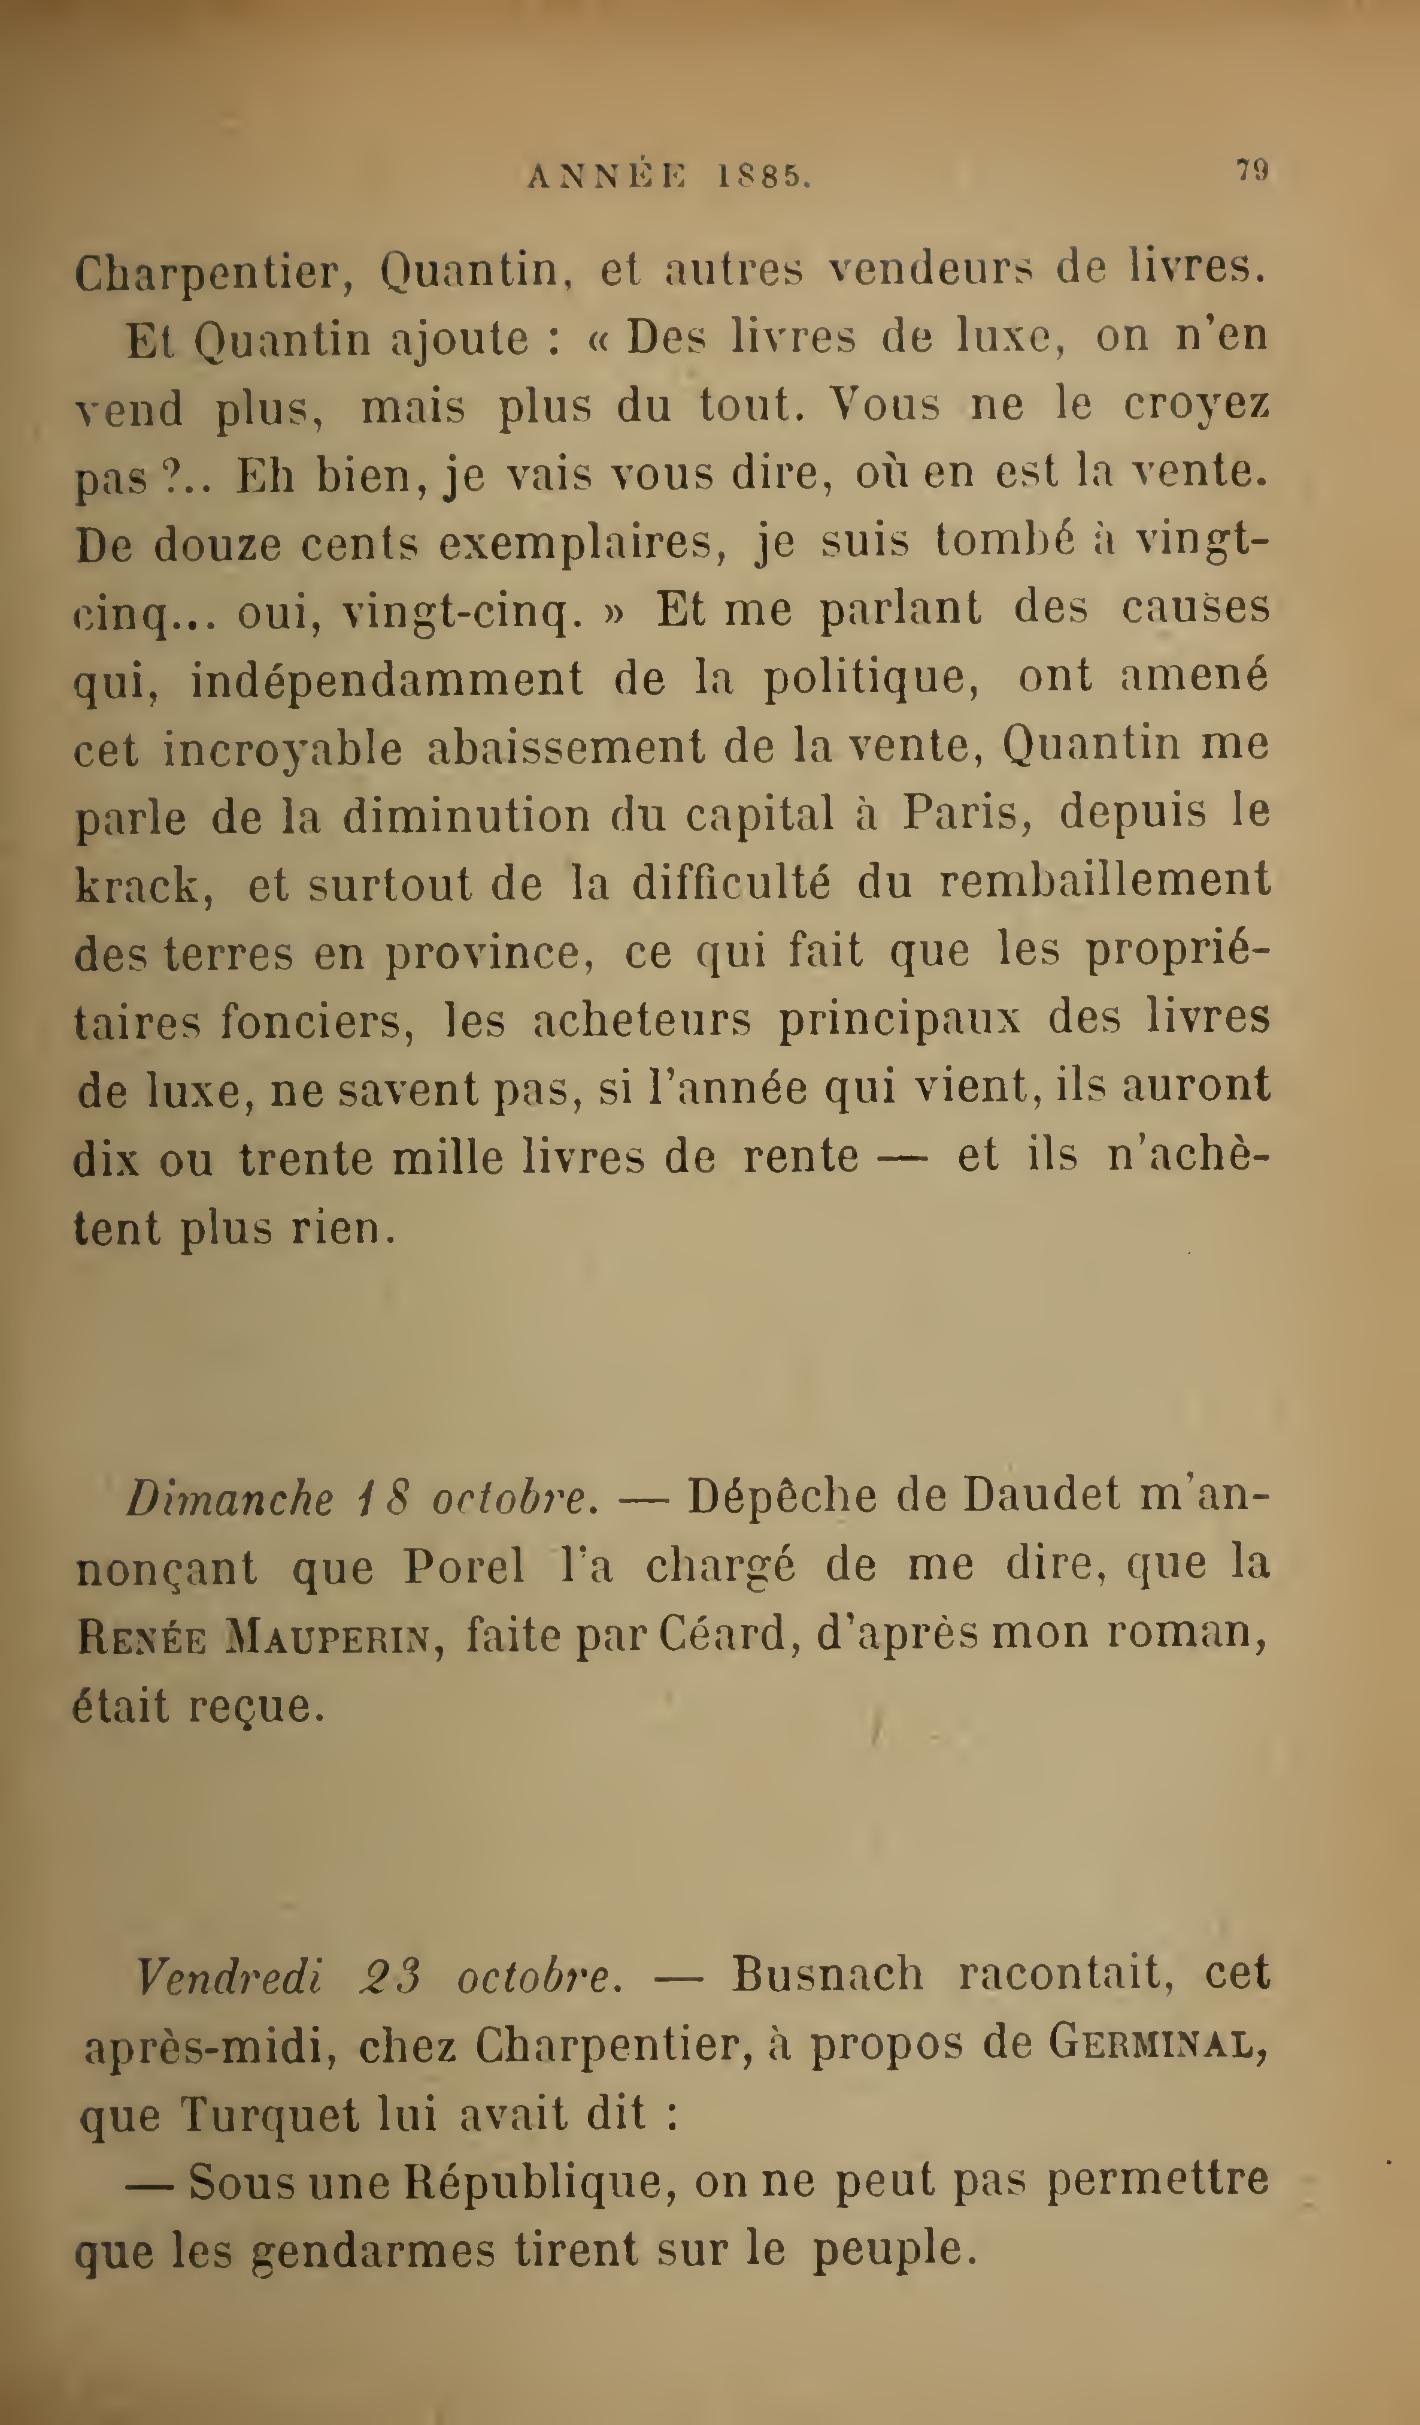 ANNÉE 1885. 79
Charpentier, Quantin, et autres vendeurs de livres.
Et Quantin ajoute : « Des livres de luxe, on n'en
vend plus, mais plus du tout. Vous ne le croyez
pas ?.. Eh bien, je vais vous dire, où en est la vente.
De douze cents exemplaires, je suis tombé à vingt-
cinq... oui, vingt-cinq. » Et me parlant des causes
qui, indépendamment de la politique, ont amené
cet incroyable abaissement de la vente, Quantin me
parle de la diminution du capital à Paris, depuis le
krack, et surtout de la difficulté du rembaillement
des terres en province, ce qui fait que les proprié-
taires fonciers, les acheteurs principaux des livres
de luxe, ne savent pas, si l'année qui vient, ils auront
dix ou trente mille livres de rente — et ils n'achè-
tent plus rien.
Dimanche 18 octobre. — Dépêche de Daudet m'an-
nonçant que Porel l'a chargé de me dire, que la
RENÉE MAUPERIN, faite par Céard, d'après mon roman,
était reçue.
Vendredi 23 octobre. — Busnach racontait, cet
après-midi, chez Charpentier, à propos de GERMINAL,
que Turquet lui avait dit :
— Sous une République, on ne peut pas permettre
que les gendarmes tirent sur le peuple.